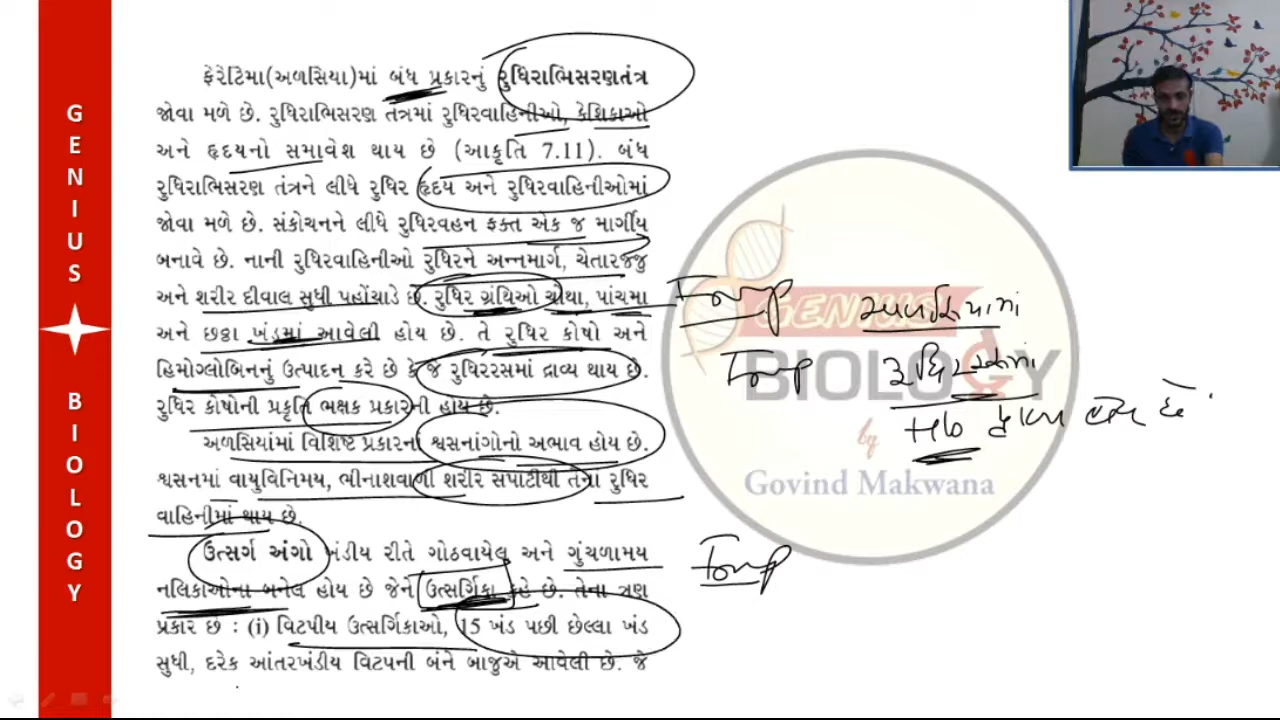 GENIUS BIOLOGY
ફેરેટિમા(અળસિયા)માં બંધ પ્રકારનું રુધિરાભિસરણતંત્ર
જોવા મળે છે. રુધિરાભિસરણ તંત્રમાં રુધિરવાહિનીઓ, કેશિકાઓ
અને હૃદયનો સમાવેશ થાય છે (આકૃતિ 7.11). બંધ
રુધિરાભિસરણ તંત્રને લીધે રુધિર હૃદય અને રુધિરવાહિનીઓમાં
જોવા મળે છે. સંકોચનને લીધે રુધિરવહન ફક્ત એક જ માર્ગીય
બનાવે છે. નાની રુધિરવાહિનીઓ રુધિરને અન્નમાર્ગ, ચેતારજ્જુ
અને શરીર દીવાલ સુધી પહોંચાડે છે. રુધિર ગ્રંથિઓ ચોથા, પાંચમા
અને છઠ્ઠા ખંડમાં આવેલી હોય છે. તે રુધિર કોષો અને
હિમોગ્લોબિનનું ઉત્પાદન કરે છે કે જે રુધિરરસમાં દ્રાવ્ય થાય છે.
રુધિર કોષોની પ્રકૃતિ ભક્ષક પ્રકારની હોય છે.
અળસિયાંમાં વિશિષ્ટ પ્રકારનાં શ્વસનાંગોનો અભાવ હોય છે.
શ્વસનમાં વાયુવિનિમય, ભીનાશવાળી શરીર સપાટીથી તેના રુધિર
વાહિનીમાં થાય છે.
ઉત્સર્ગ અંગો ખંડીય રીતે ગોઠવાયેલ અને ગુંચળામય
નલિકાઓના બનેલ હોય છે જેને ઉત્સર્ગિકા કહે છે. તેના ત્રણ
પ્રકાર છે : (i) વિટપીય ઉત્સર્ગિકાઓ, 15 ખંડ પછી છેલ્લા ખંડ
સુધી, દરેક આંતરખંડીય વિટપની બંને બાજુએ આવેલી છે. જે
GENIUS
BIOLOGY
by
Govind Makwana